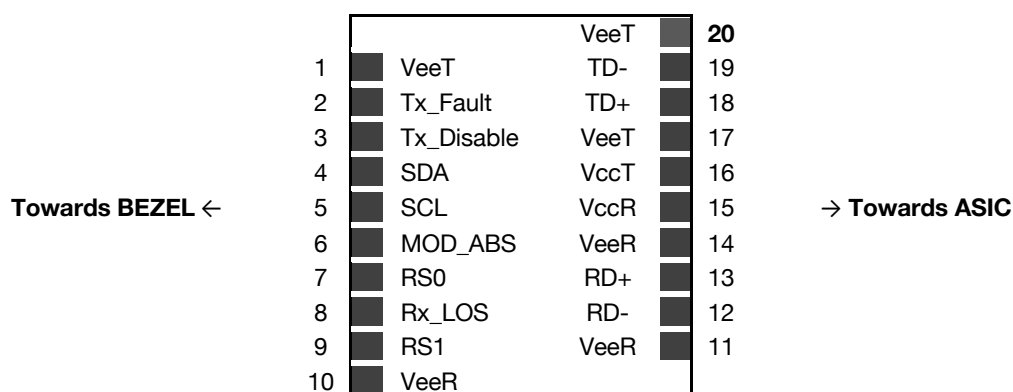 VeeT 20
1 VeeT TD- 19
2 Tx_Fault TD+ 18
3 Tx_Disable VeeT 17
4 SDA VccT 16
Towards BEZEL ← 5 SCL VccR 15 → Towards ASIC
6 MOD_ABS VeeR 14
7 RS0 RD+ 13
8 Rx_LOS RD- 12
9 RS1 VeeR 11
10 VeeR